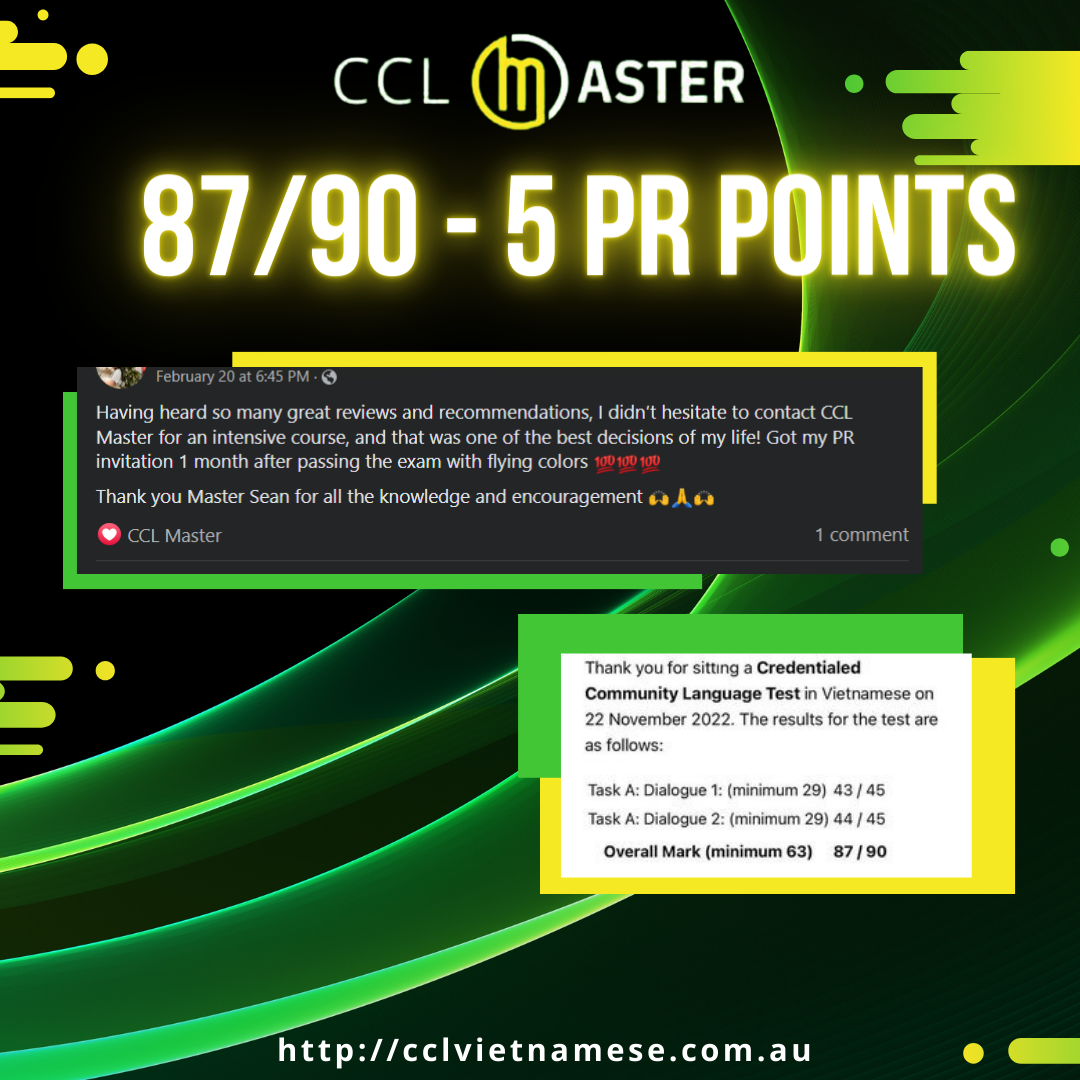 CCL MASTER
87/90 - 5 PR POINTS
February 20 at 6:45 PM ·
Having heard so many great reviews and recommendations, I didn't hesitate to contact CCL
Master for an intensive course, and that was one of the best decisions of my life! Got my PR
invitation 1 month after passing the exam with flying colors 💯💯💯
Thank you Master Sean for all the knowledge and encouragement 🙌🙏🙌
CCL Master 1 comment
Thank you for sitting a Credentialed
Community Language Test in Vietnamese on
22 November 2022. The results for the test are
as follows:
Task A: Dialogue 1: (minimum 29) 43 / 45
Task A: Dialogue 2: (minimum 29) 44 / 45
Overall Mark (minimum 63) 87 / 90
http://cclvietnamese.com.au